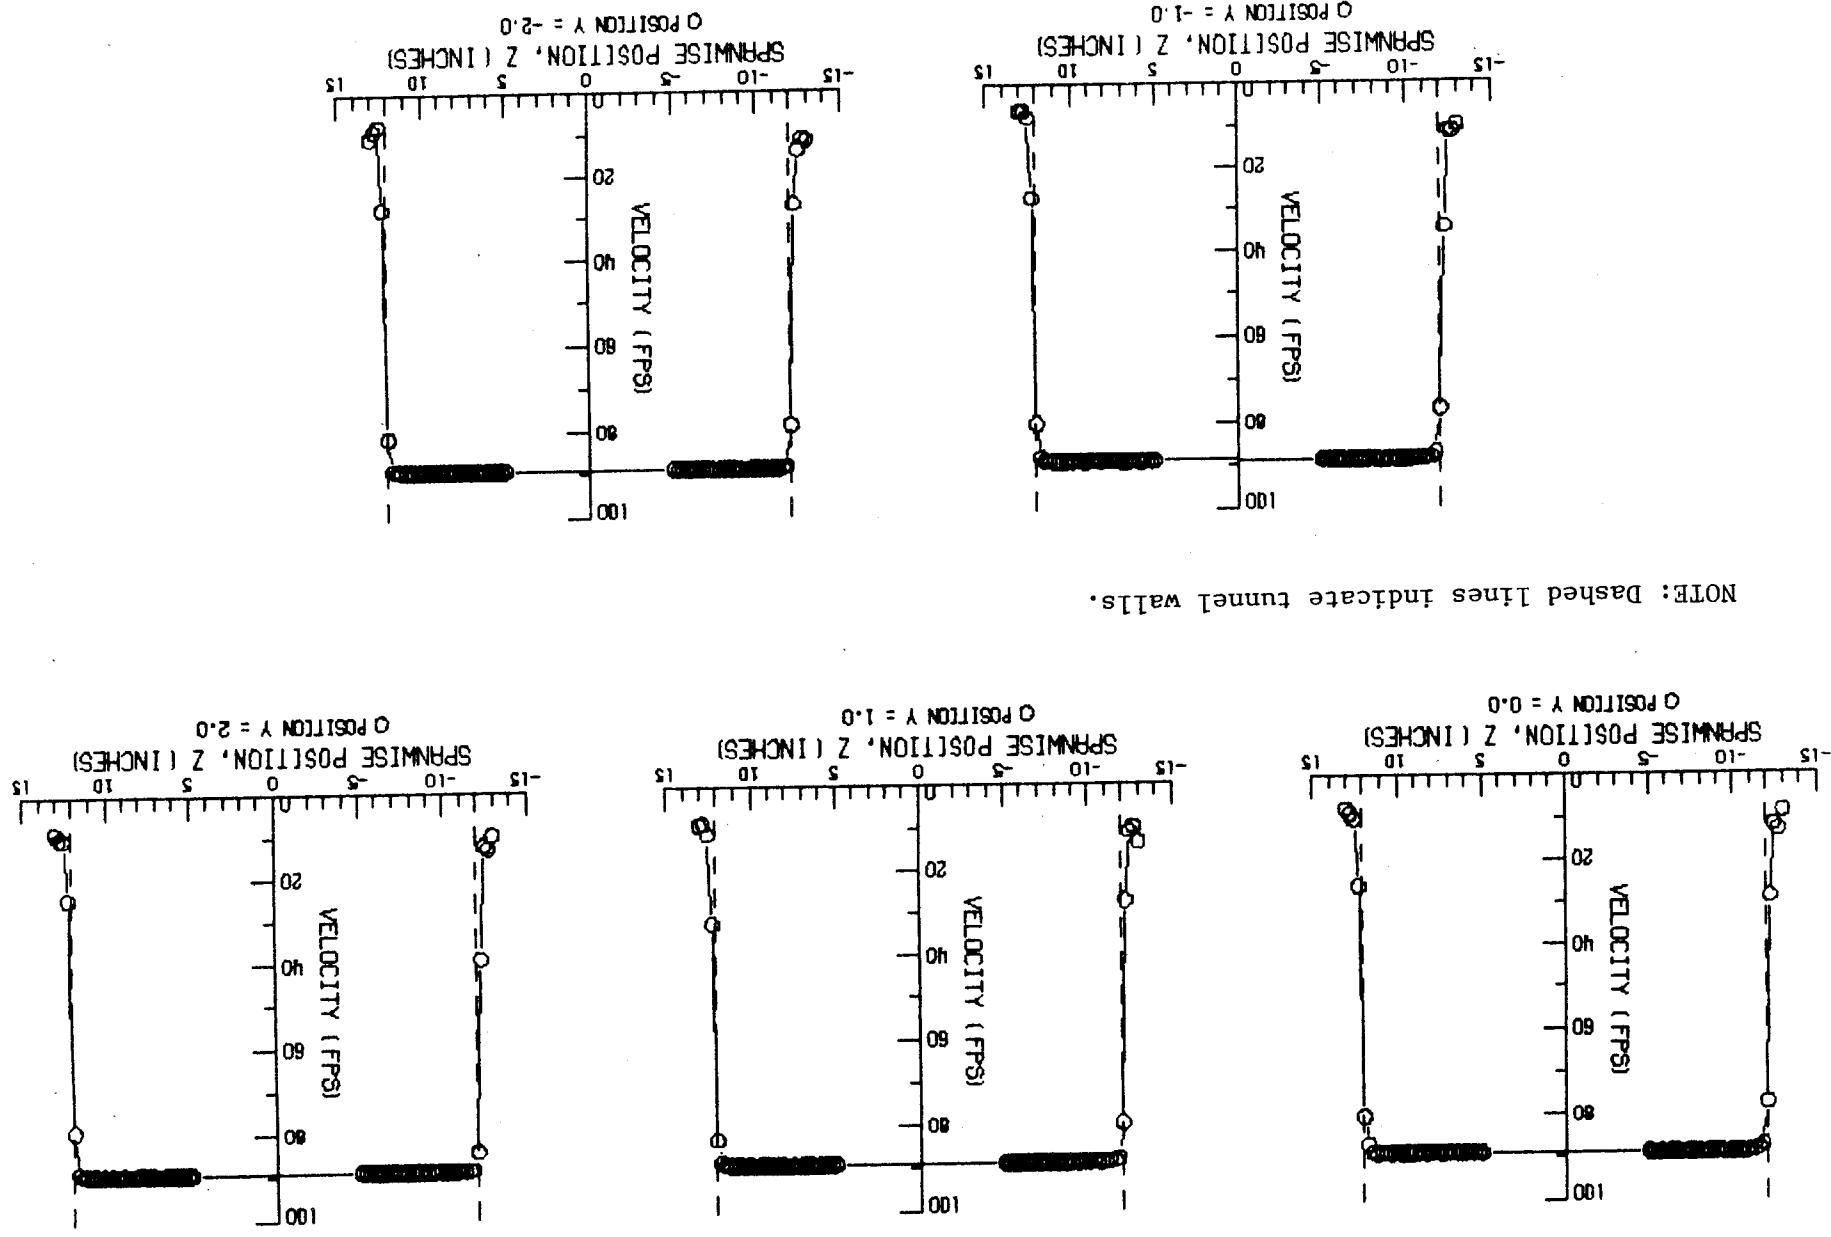 100
80
60
40
20
0
VELOCITY (FPS)
-15 -10 -5 0 5 10 15
SPANWISE POSITION, Z (INCHES)
POSITION Y = 0.0
100
80
60
40
20
0
VELOCITY (FPS)
-15 -10 -5 0 5 10 15
SPANWISE POSITION, Z (INCHES)
POSITION Y = 1.0
100
80
60
40
20
0
VELOCITY (FPS)
-15 -10 -5 0 5 10 15
SPANWISE POSITION, Z (INCHES)
POSITION Y = 2.0
NOTE: Dashed lines indicate tunnel walls.
100
80
60
40
20
0
VELOCITY (FPS)
-15 -10 -5 0 5 10 15
SPANWISE POSITION, Z (INCHES)
POSITION Y = -1.0
100
80
60
40
20
0
VELOCITY (FPS)
-15 -10 -5 0 5 10 15
SPANWISE POSITION, Z (INCHES)
POSITION Y = -2.0